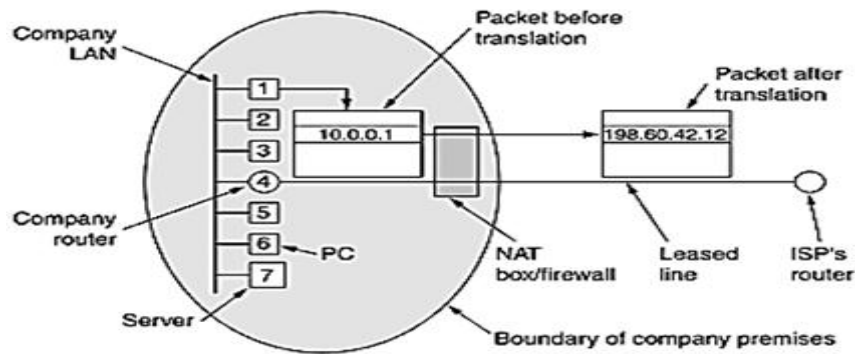 Company
LAN
Packet before
translation
Packet after
translation
1
2
3
4
5
6
7
10.0.0.1
198.60.42.12
Company
router
PC
Server
NAT
box/firewall
Leased
line
ISP's
router
Boundary of company premises